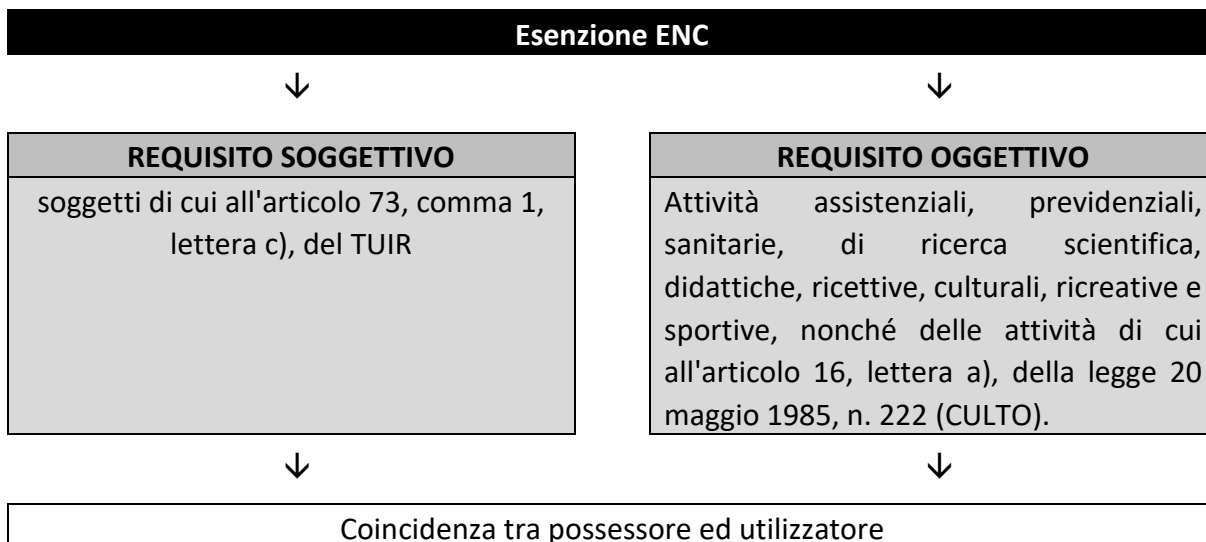 Esenzione ENC
↓ ↓
REQUISITO SOGGETTIVO
soggetti di cui all'articolo 73, comma 1,
lettera c), del TUIR
REQUISITO OGGETTIVO
Attività assistenziali, previdenziali,
sanitarie, di ricerca scientifica,
didattiche, ricettive, culturali, ricreative e
sportive, nonché delle attività di cui
all'articolo 16, lettera a), della legge 20
maggio 1985, n. 222 (CULTO).
↓ ↓
Coincidenza tra possessore ed utilizzatore